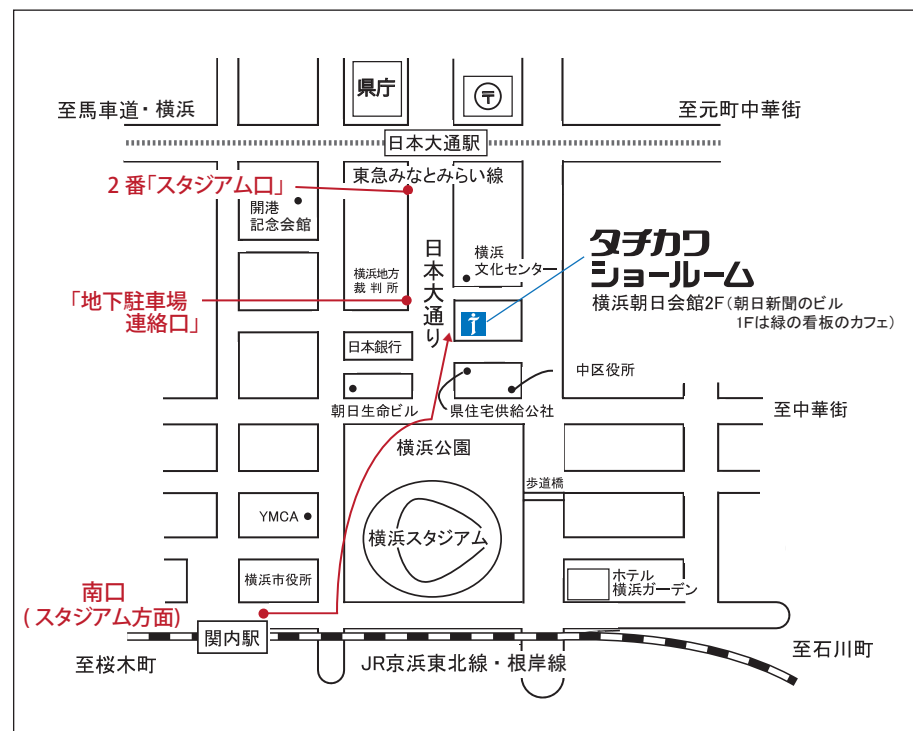 県庁
〒
至馬車道・横浜
至元町中華街
日本大通駅
東急みなとみらい線
2番「スタジアム口」
開港
記念会館
日本大通り
横浜
文化センター
タチカワ
ショールーム
横浜地方
裁判所
横浜朝日会館2F(朝日新聞のビル
1Fは緑の看板のカフェ)
「地下駐車場
連絡口」
日本銀行
中区役所
朝日生命ビル
県住宅供給公社
至中華街
横浜公園
歩道橋
YMCA
横浜スタジアム
横浜市役所
ホテル
横浜ガーデン
南口
(スタジアム方面)
関内駅
至桜木町
JR京浜東北線・根岸線
至石川町